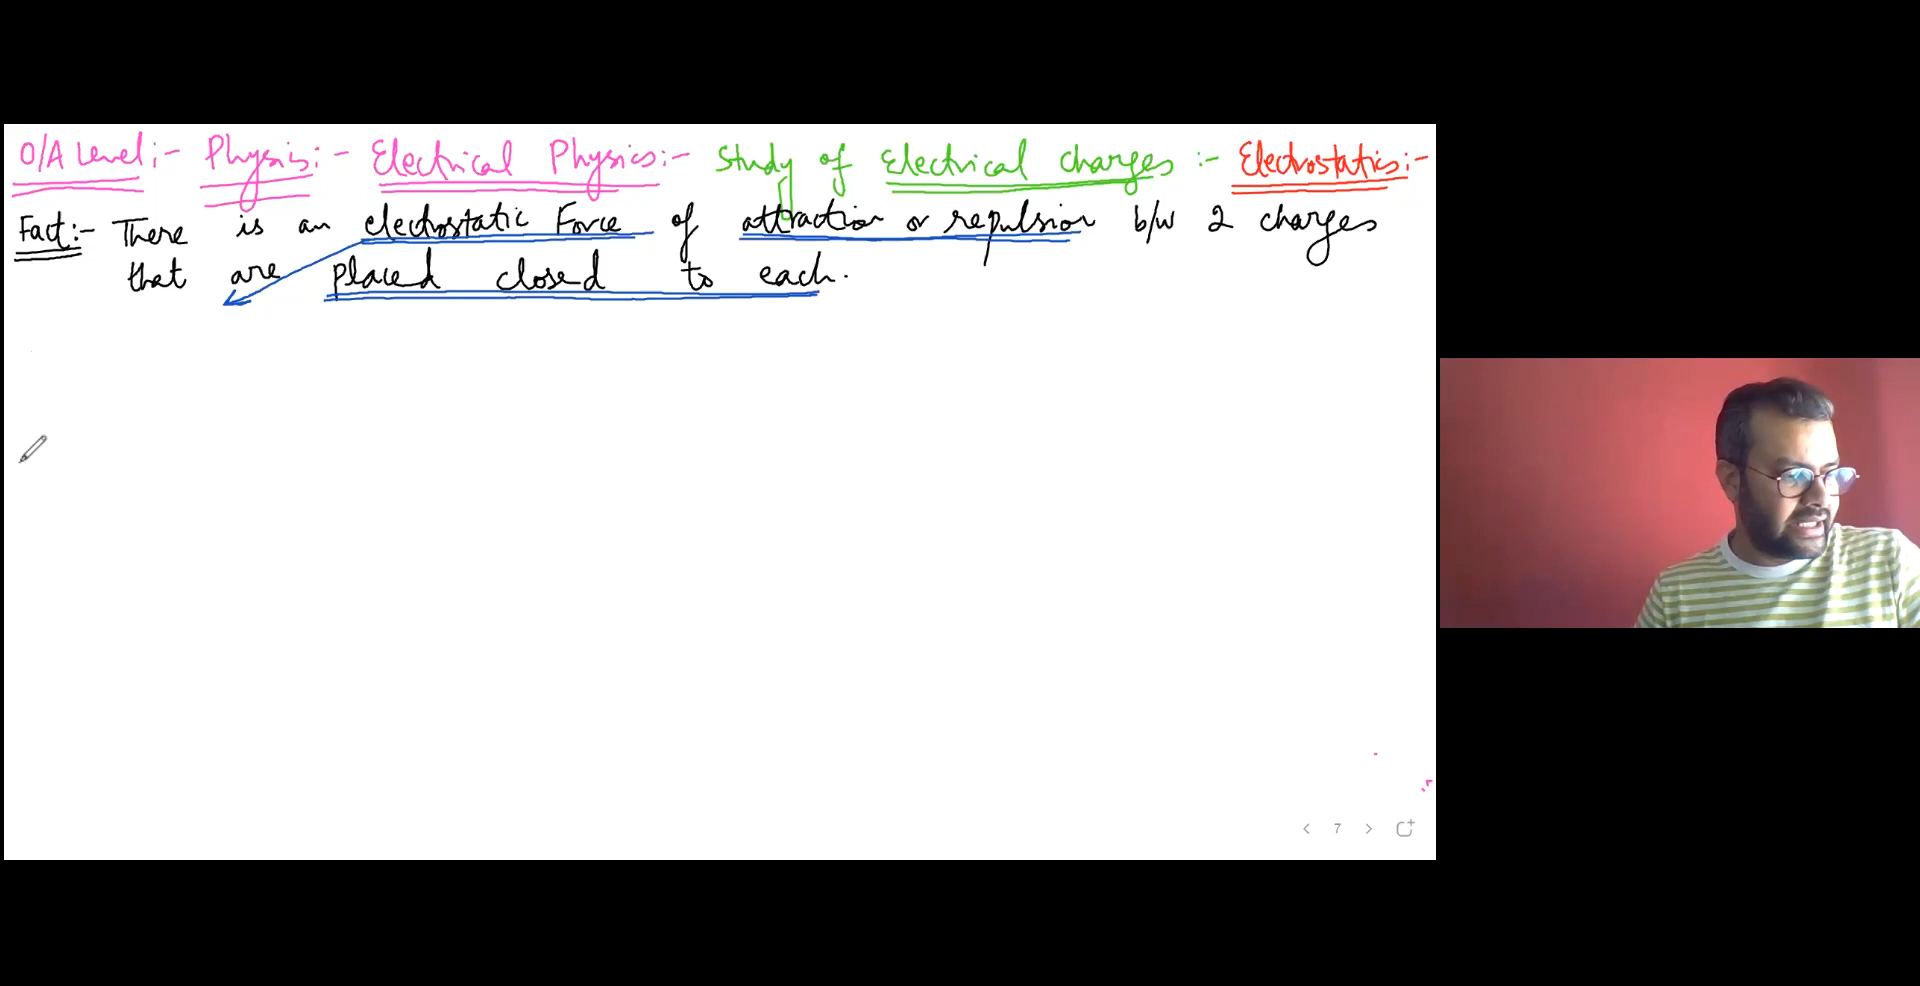 O/A Level:- Physics:- Electrical Physics:- Study of Electrical charges :- Electrostatics:-
Fact:- There is an electrostatic Force of attraction or repulsion b/w 2 charges
that are placed closed to each.
< 7 >